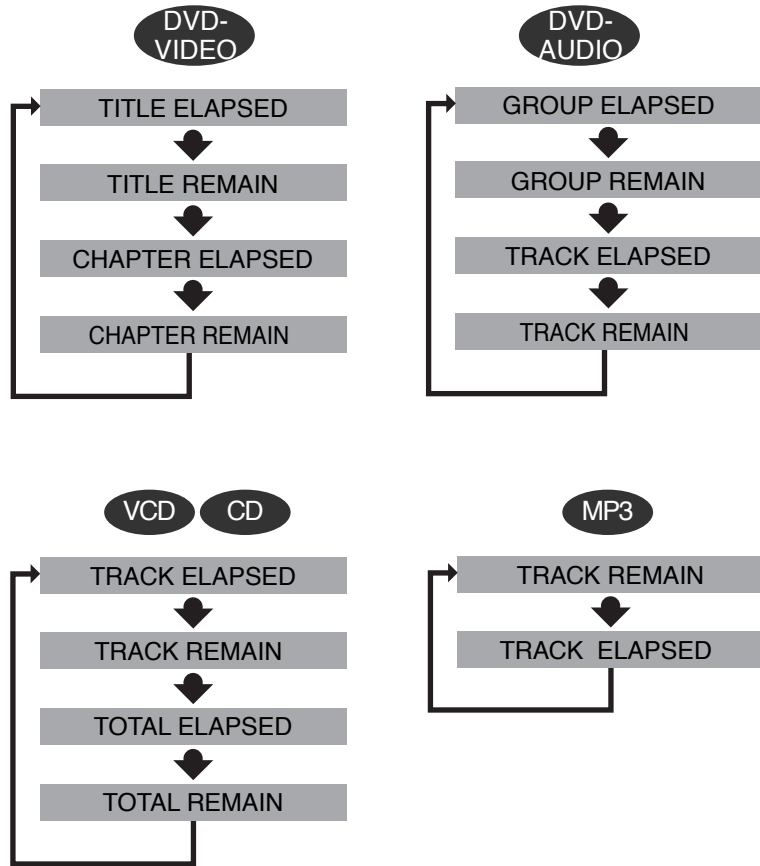 DVD-
VIDEO
TITLE ELAPSED
TITLE REMAIN
CHAPTER ELAPSED
CHAPTER REMAIN
DVD-
AUDIO
GROUP ELAPSED
GROUP REMAIN
TRACK ELAPSED
TRACK REMAIN
VCD CD
TRACK ELAPSED
TRACK REMAIN
TOTAL ELAPSED
TOTAL REMAIN
MP3
TRACK REMAIN
TRACK ELAPSED